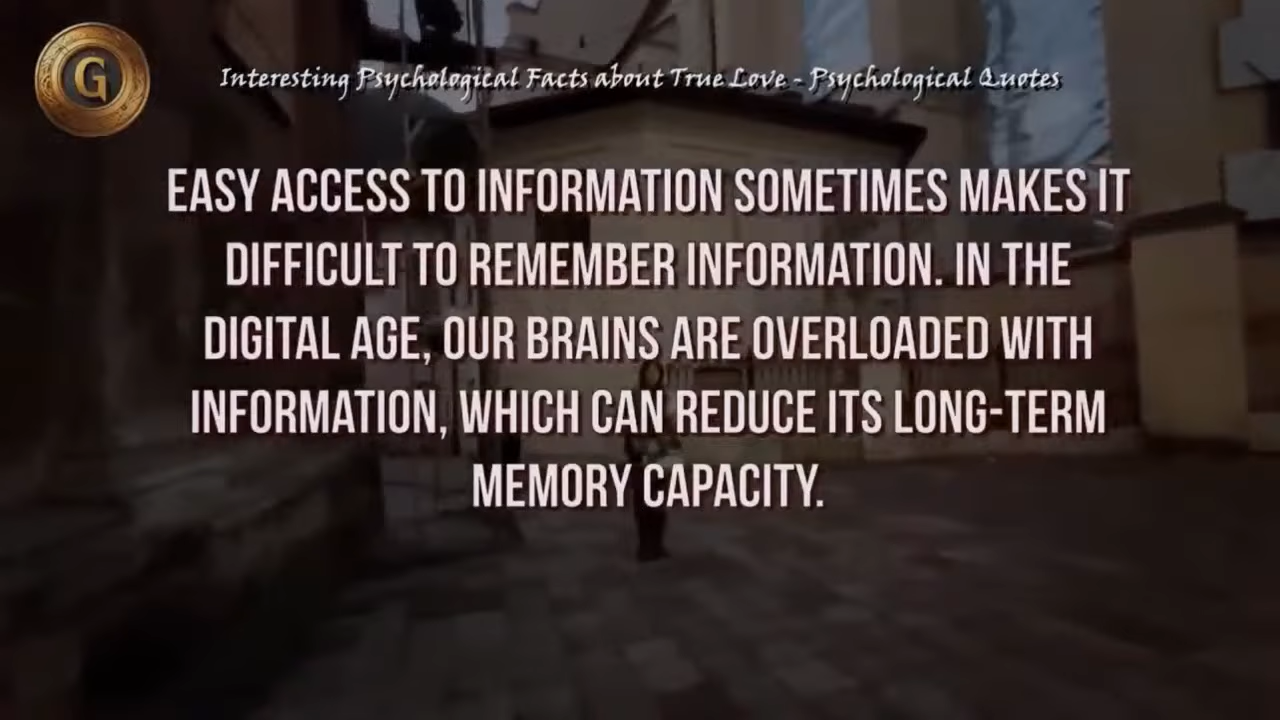 G
Interesting Psychological Facts about True Love - Psychological Quotes
EASY ACCESS TO INFORMATION SOMETIMES MAKES IT
DIFFICULT TO REMEMBER INFORMATION. IN THE
DIGITAL AGE, OUR BRAINS ARE OVERLOADED WITH
INFORMATION, WHICH CAN REDUCE ITS LONG-TERM
MEMORY CAPACITY.